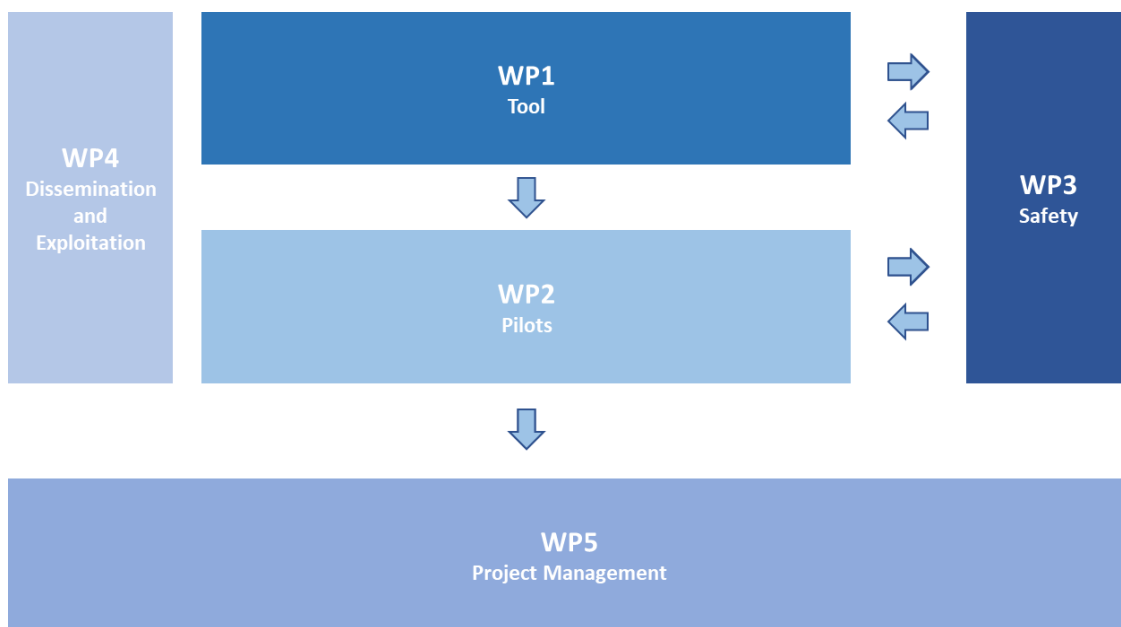 WP1
Tool
WP4
Dissemination
and
Exploitation
WP3
Safety
WP2
Pilots
WP5
Project Management